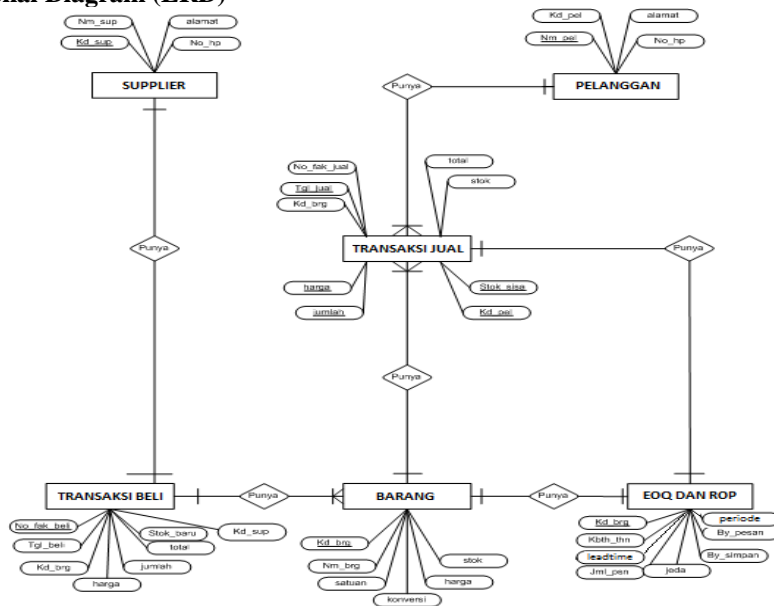 nal Diagram (ERD)
Nm_sup
alamat
Kd_sup
No_hp
SUPPLIER
Kd_pel
alamat
Nm_pel
No_hp
PELANGGAN
Punya
No_fak_jual
total
Tgl_jual
stok
Kd_brg
TRANSAKSI JUAL
Punya
Punya
harga
Stok_sisa
jumlah
Kd_pel
Punya
TRANSAKSI BELI
Punya
BARANG
Punya
EOQ DAN ROP
No_fak_beli
Stok_baru
Kd_sup
Tgl_beli
total
Kd_brg
jumlah
harga
Kd_brg
stok
Nm_brg
harga
satuan
konversi
Kd_brg
periode
Kbth_thn
By_pesan
leadtime
By_simpan
Jml_psn
jeda